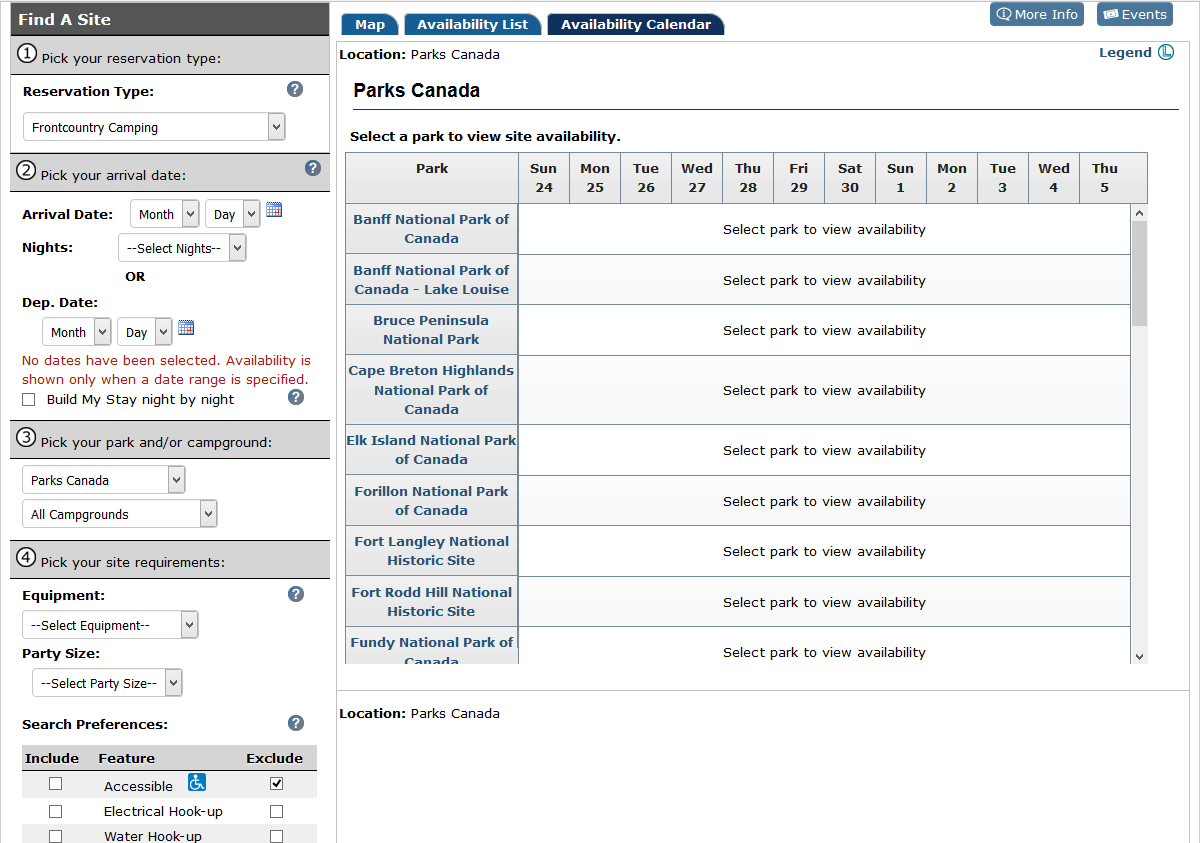 Find A Site
1 Pick your reservation type:
Reservation Type: ?
Frontcountry Camping
2 Pick your arrival date: ?
Arrival Date: Month Day
Nights: --Select Nights--
OR
Dep. Date:
Month Day
No dates have been selected. Availability is
shown only when a date range is specified.
Build My Stay night by night ?
3 Pick your park and/or campground:
Parks Canada
All Campgrounds
4 Pick your site requirements:
Equipment: ?
--Select Equipment--
Party Size:
--Select Party Size--
Search Preferences: ?
Include Feature Exclude
Accessible
Electrical Hook-up
Water Hook-up
Map Availability List Availability Calendar
More Info Events
Location: Parks Canada
Legend L
Parks Canada
Select a park to view site availability.
Park Sun Mon Tue Wed Thu Fri Sat Sun Mon Tue Wed Thu
24 25 26 27 28 29 30 1 2 3 4 5
Banff National Park of
Canada
Select park to view availability
Banff National Park of
Canada - Lake Louise
Select park to view availability
Bruce Peninsula
National Park
Select park to view availability
Cape Breton Highlands
National Park of
Canada
Select park to view availability
Elk Island National Park
of Canada
Select park to view availability
Forillon National Park
of Canada
Select park to view availability
Fort Langley National
Historic Site
Select park to view availability
Fort Rodd Hill National
Historic Site
Select park to view availability
Fundy National Park of
Canada
Select park to view availability
Location: Parks Canada